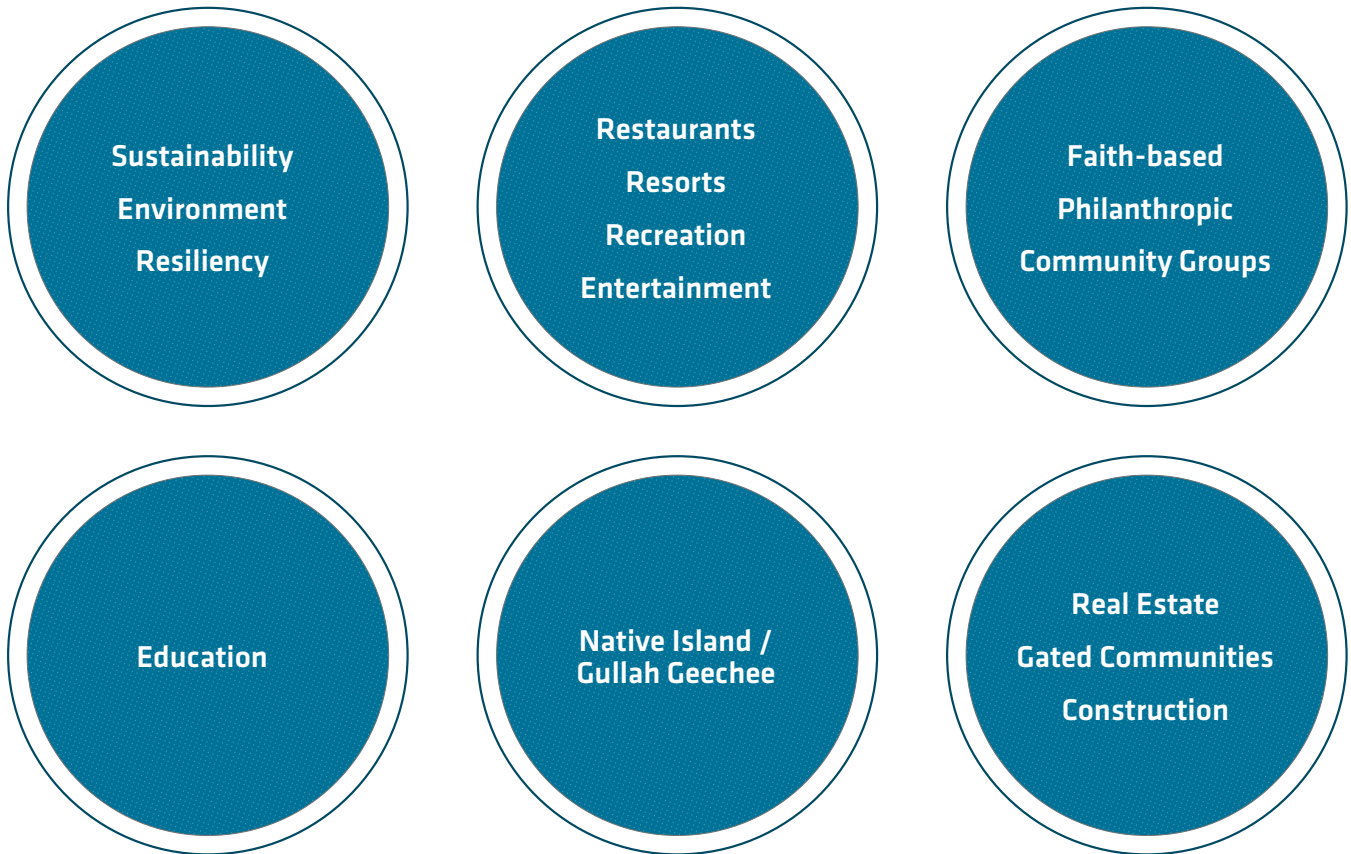 Sustainability
Environment
Resiliency
Restaurants
Resorts
Recreation
Entertainment
Faith-based
Philanthropic
Community Groups
Education
Native Island /
Gullah Geechee
Real Estate
Gated Communities
Construction